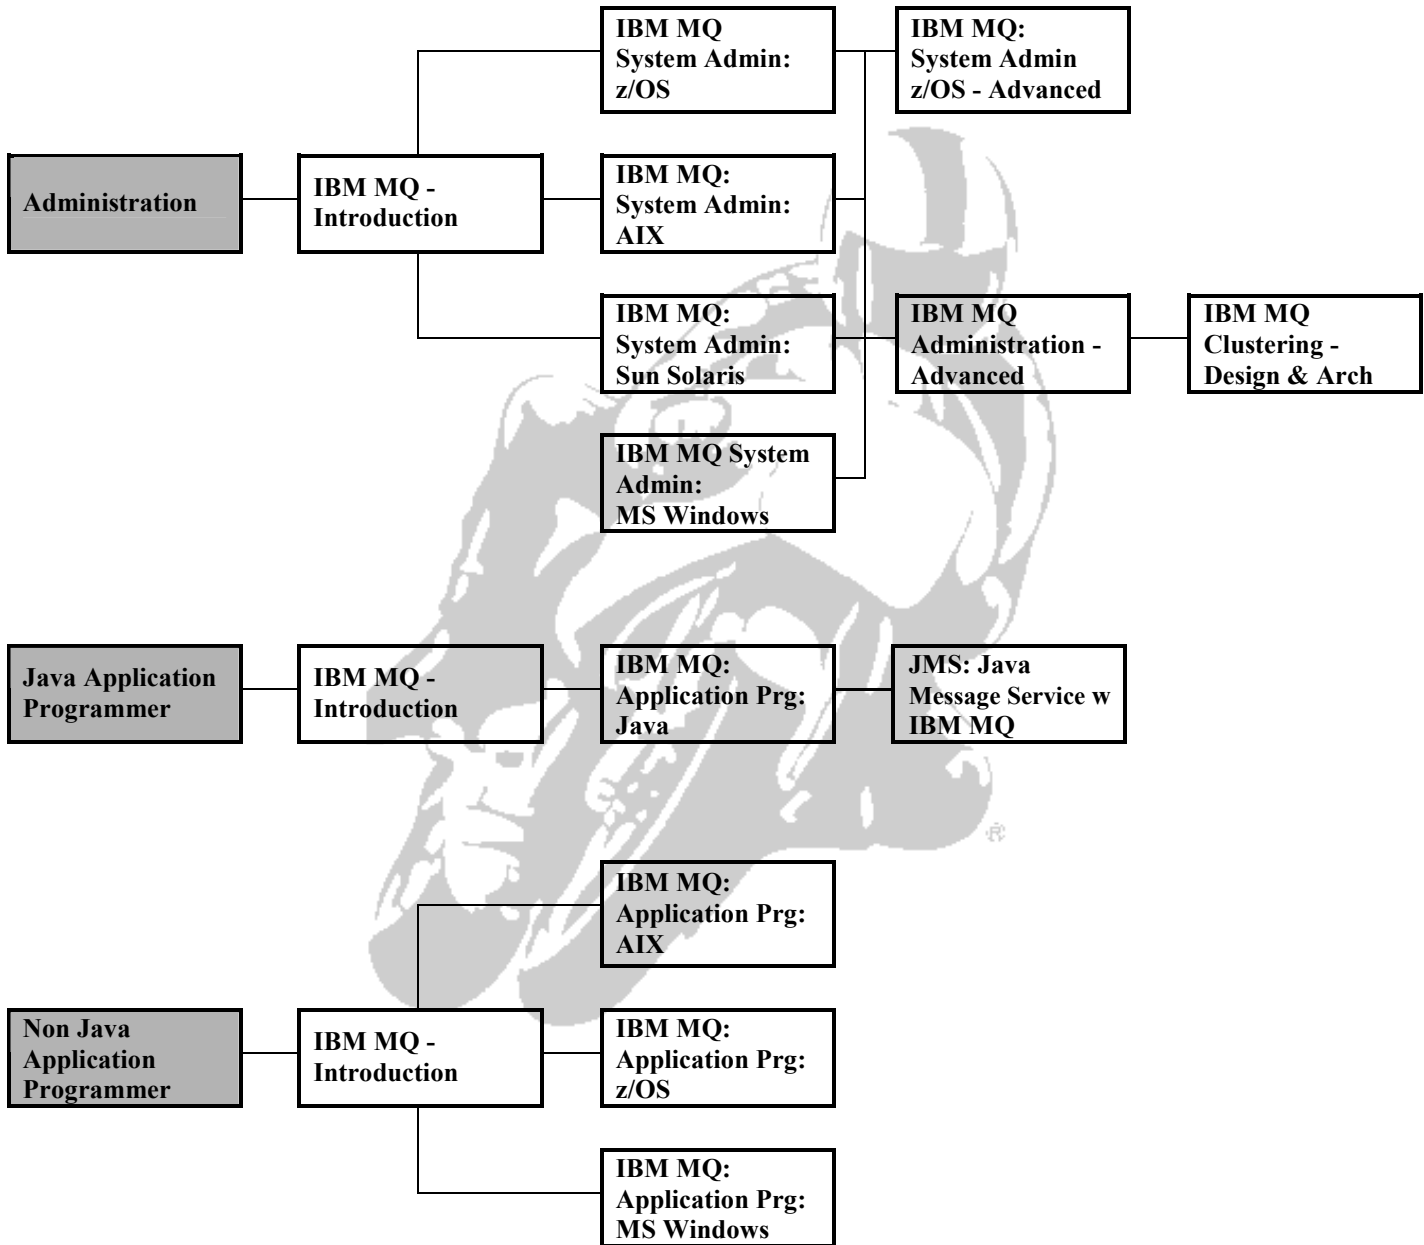 IBM MQ
System Admin:
z/OS
IBM MQ:
System Admin
z/OS - Advanced
Administration
IBM MQ -
Introduction
IBM MQ:
System Admin:
AIX
IBM MQ:
System Admin:
Sun Solaris
IBM MQ
Administration -
Advanced
IBM MQ
Clustering -
Design & Arch
IBM MQ System
Admin:
MS Windows
Java Application
Programmer
IBM MQ -
Introduction
IBM MQ:
Application Prg:
Java
JMS: Java
Message Service w
IBM MQ
®
IBM MQ:
Application Prg:
AIX
Non Java
Application
Programmer
IBM MQ -
Introduction
IBM MQ:
Application Prg:
z/OS
IBM MQ:
Application Prg:
MS Windows